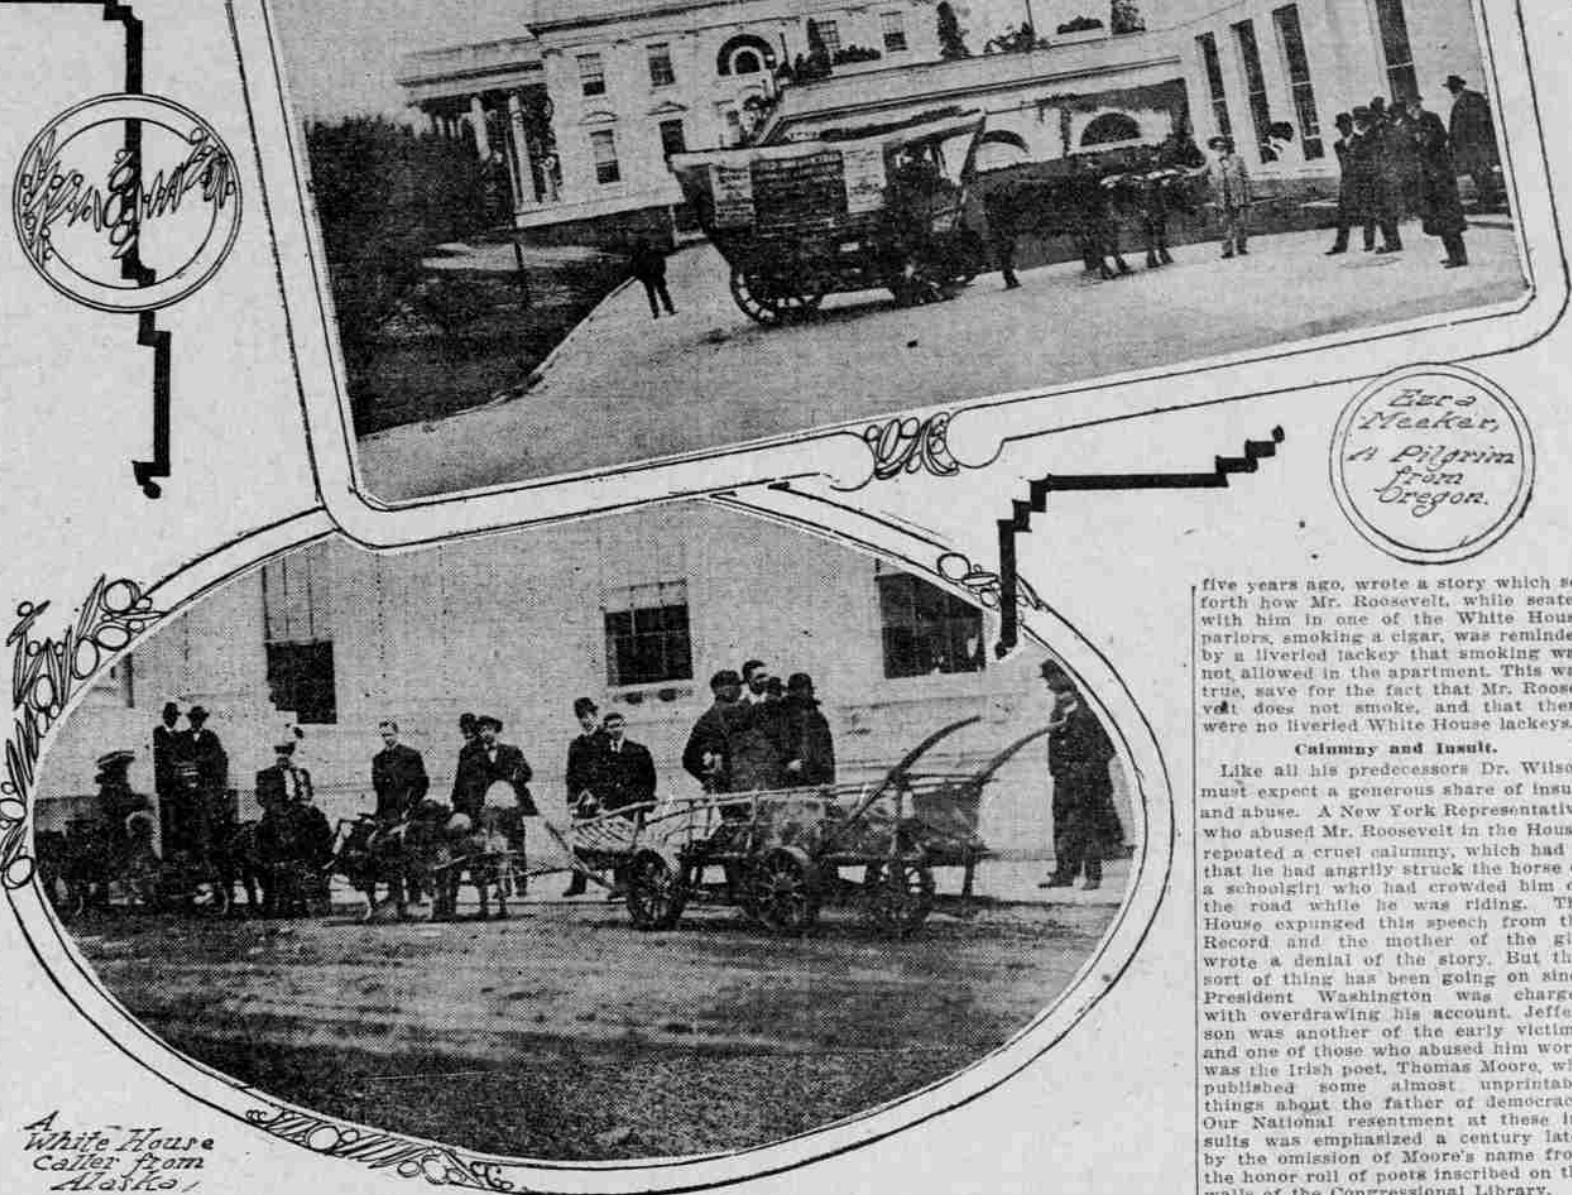 Ezra
Meeker,
A Pilgrim
from
Oregon.
A
White House
Caller from
Alaska,
five years ago, wrote a story which se
forth how Mr. Roosevelt, while seate
with him in one of the White Hous
parlors, smoking a cigar, was reminde
by a liveried lackey that smoking wa
not allowed in the apartment. This wa
true, save for the fact that Mr. Roose
velt does not smoke, and that ther
were no liveried White House lackeys.
Calumny and Insult.
Like all his predecessors Dr. Wilso
must expect a generous share of insu
and abuse. A New York Representativ
who abused Mr. Roosevelt in the Hous
repeated a cruel calumny, which had
that he had angrily struck the horse o
a schoolgirl who had crowded him o
the road while he was riding. Th
House expunged this speech from th
Record and the mother of the gi
wrote a denial of the story. But th
sort of thing has been going on sinc
President Washington was charge
with overdrawing his account. Jeffe
son was another of the early victim
and one of those who abused him wor
was the Irish poet, Thomas Moore, wh
published some almost unprintab
things about the father of democrac
Our National resentment at these in
sults was emphasized a century late
by the omission of Moore's name fro
the honor roll of poets inscribed on th
walls of the Congressional Library.